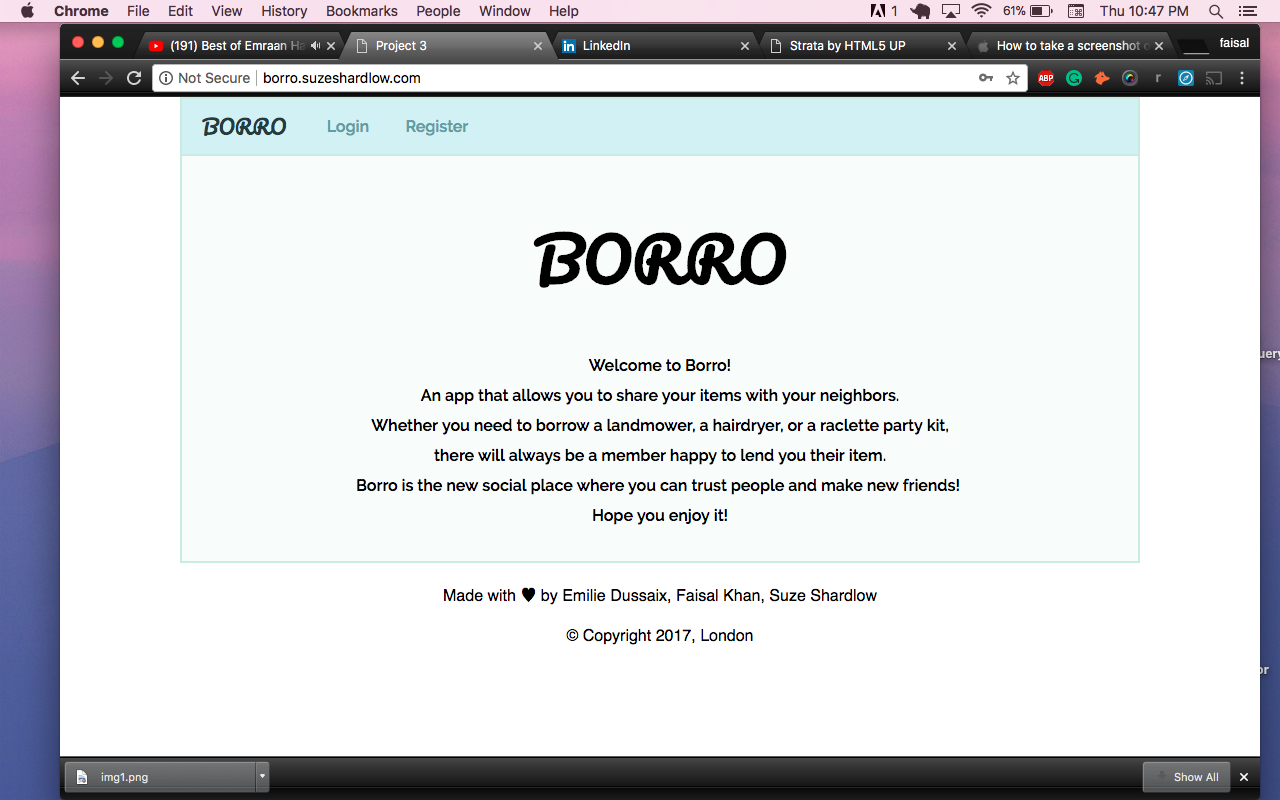 Chrome File Edit View History Bookmarks People Window Help 1 61% Thu 10:47 PM
(191) Best of Emraan Ha Project 3 LinkedIn Strata by HTML5 UP How to take a screenshot o faisal
Not Secure borro.suzeshardlow.com ABP r
BORRO Login Register
BORRO
Welcome to Borro!
An app that allows you to share your items with your neighbors.
Whether you need to borrow a landmower, a hairdryer, or a raclette party kit,
there will always be a member happy to lend you their item.
Borro is the new social place where you can trust people and make new friends!
Hope you enjoy it!
Made with ♥ by Emilie Dussaix, Faisal Khan, Suze Shardlow
© Copyright 2017, London
img1.png Show All